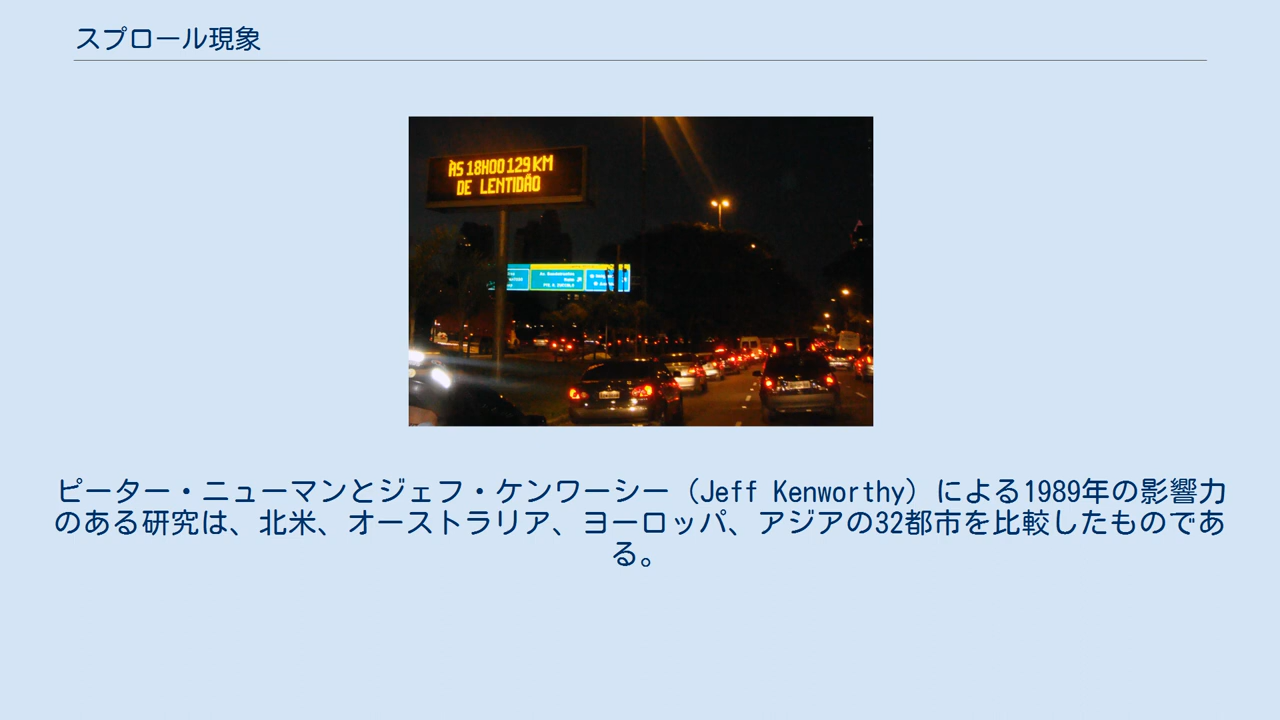 スプロール現象
ÀS 18H00 129 KM
DE LENTIDÃO
ピーター・ニューマンとジェフ・ケンワーシー（Jeff Kenworthy）による1989年の影響力
のある研究は、北米、オーストラリア、ヨーロッパ、アジアの32都市を比較したものであ
る。